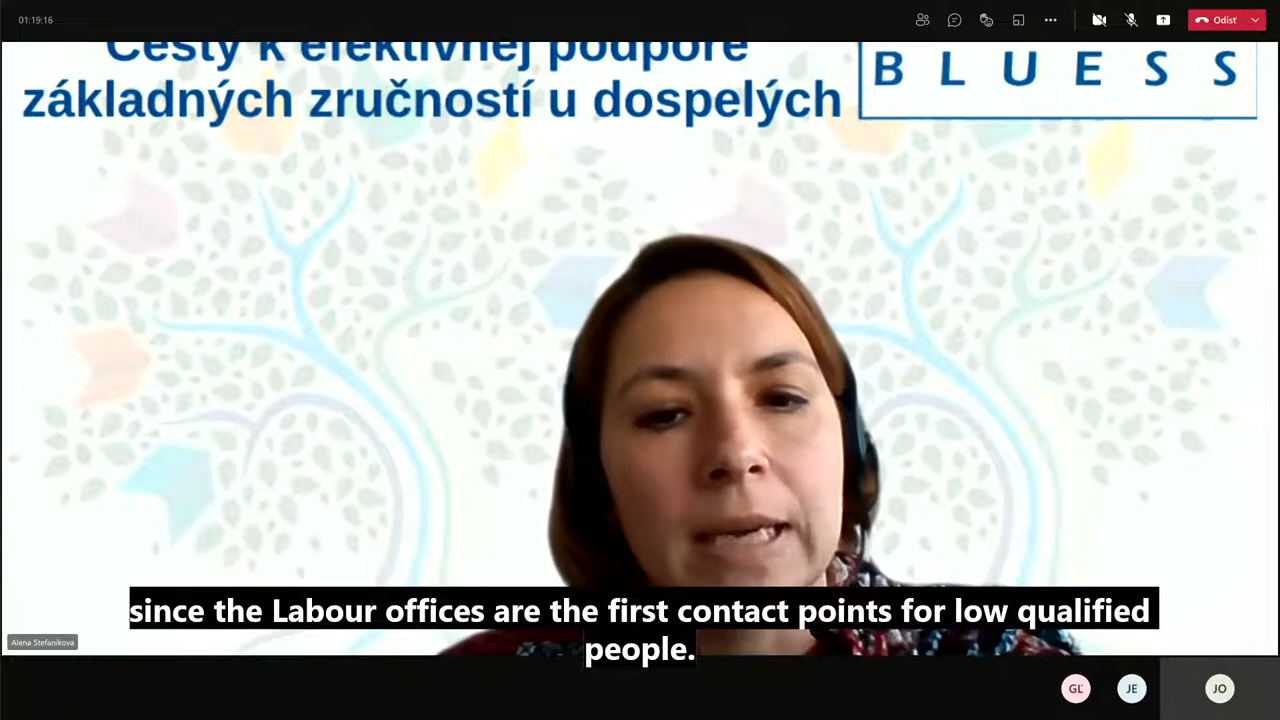 01:19:16
Odísť
Cesty k efektívnej podpore
základných zručností u dospelých
BLUESS
since the Labour offices are the first contact points for low qualified
people.
Alena Stefanikova
GĽ
JE
JO